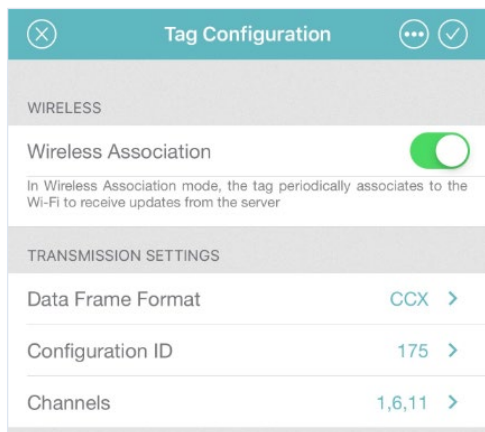 Tag Configuration
WIRELESS
Wireless Association
In Wireless Association mode, the tag periodically associates to the
Wi-Fi to receive updates from the server
TRANSMISSION SETTINGS
Data Frame Format CCX >
Configuration ID 175 >
Channels 1,6,11 >